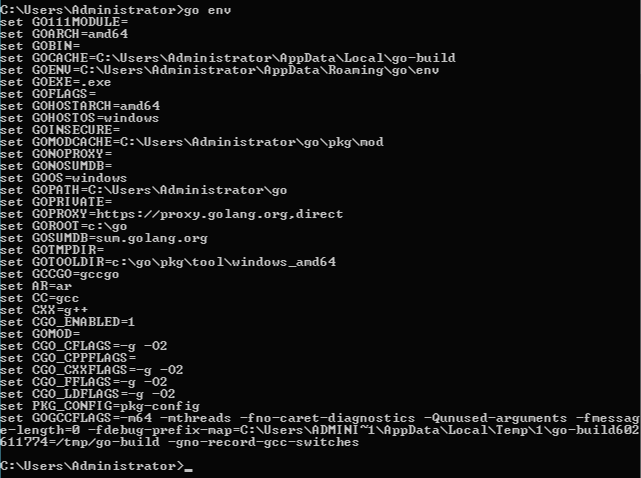 C:\Users\Administrator>go env
set GO111MODULE=
set GOARCH=amd64
set GOBIN=
set GOCACHE=C:\Users\Administrator\AppData\Local\go-build
set GOENV=C:\Users\Administrator\AppData\Roaming\go\env
set GOEXE=.exe
set GOFLAGS=
set GOHOSTARCH=amd64
set GOHOSTOS=windows
set GOINSECURE=
set GOMODCACHE=C:\Users\Administrator\go\pkg\mod
set GONOPROXY=
set GONOSUMDB=
set GOOS=windows
set GOPATH=C:\Users\Administrator\go
set GOPRIVATE=
set GOPROXY=https://proxy.golang.org,direct
set GOROOT=c:\go
set GOSUMDB=sum.golang.org
set GOTMPDIR=
set GOTOOLDIR=c:\go\pkg\tool\windows_amd64
set GCCGO=gccgo
set AR=ar
set CC=gcc
set CXX=g++
set CGO_ENABLED=1
set GOMOD=
set CGO_CFLAGS=-g -O2
set CGO_CPPFLAGS=
set CGO_CXXFLAGS=-g -O2
set CGO_FFLAGS=-g -O2
set CGO_LDFLAGS=-g -O2
set PKG_CONFIG=pkg-config
set GOGCCFLAGS=-m64 -mthreads -fno-caret-diagnostics -Qunused-arguments -fmessag
e-length=0 -fdebug-prefix-map=C:\Users\ADMINI~1\AppData\Local\Temp\1\go-build602
611774=/tmp/go-build -gno-record-gcc-switches
C:\Users\Administrator>_